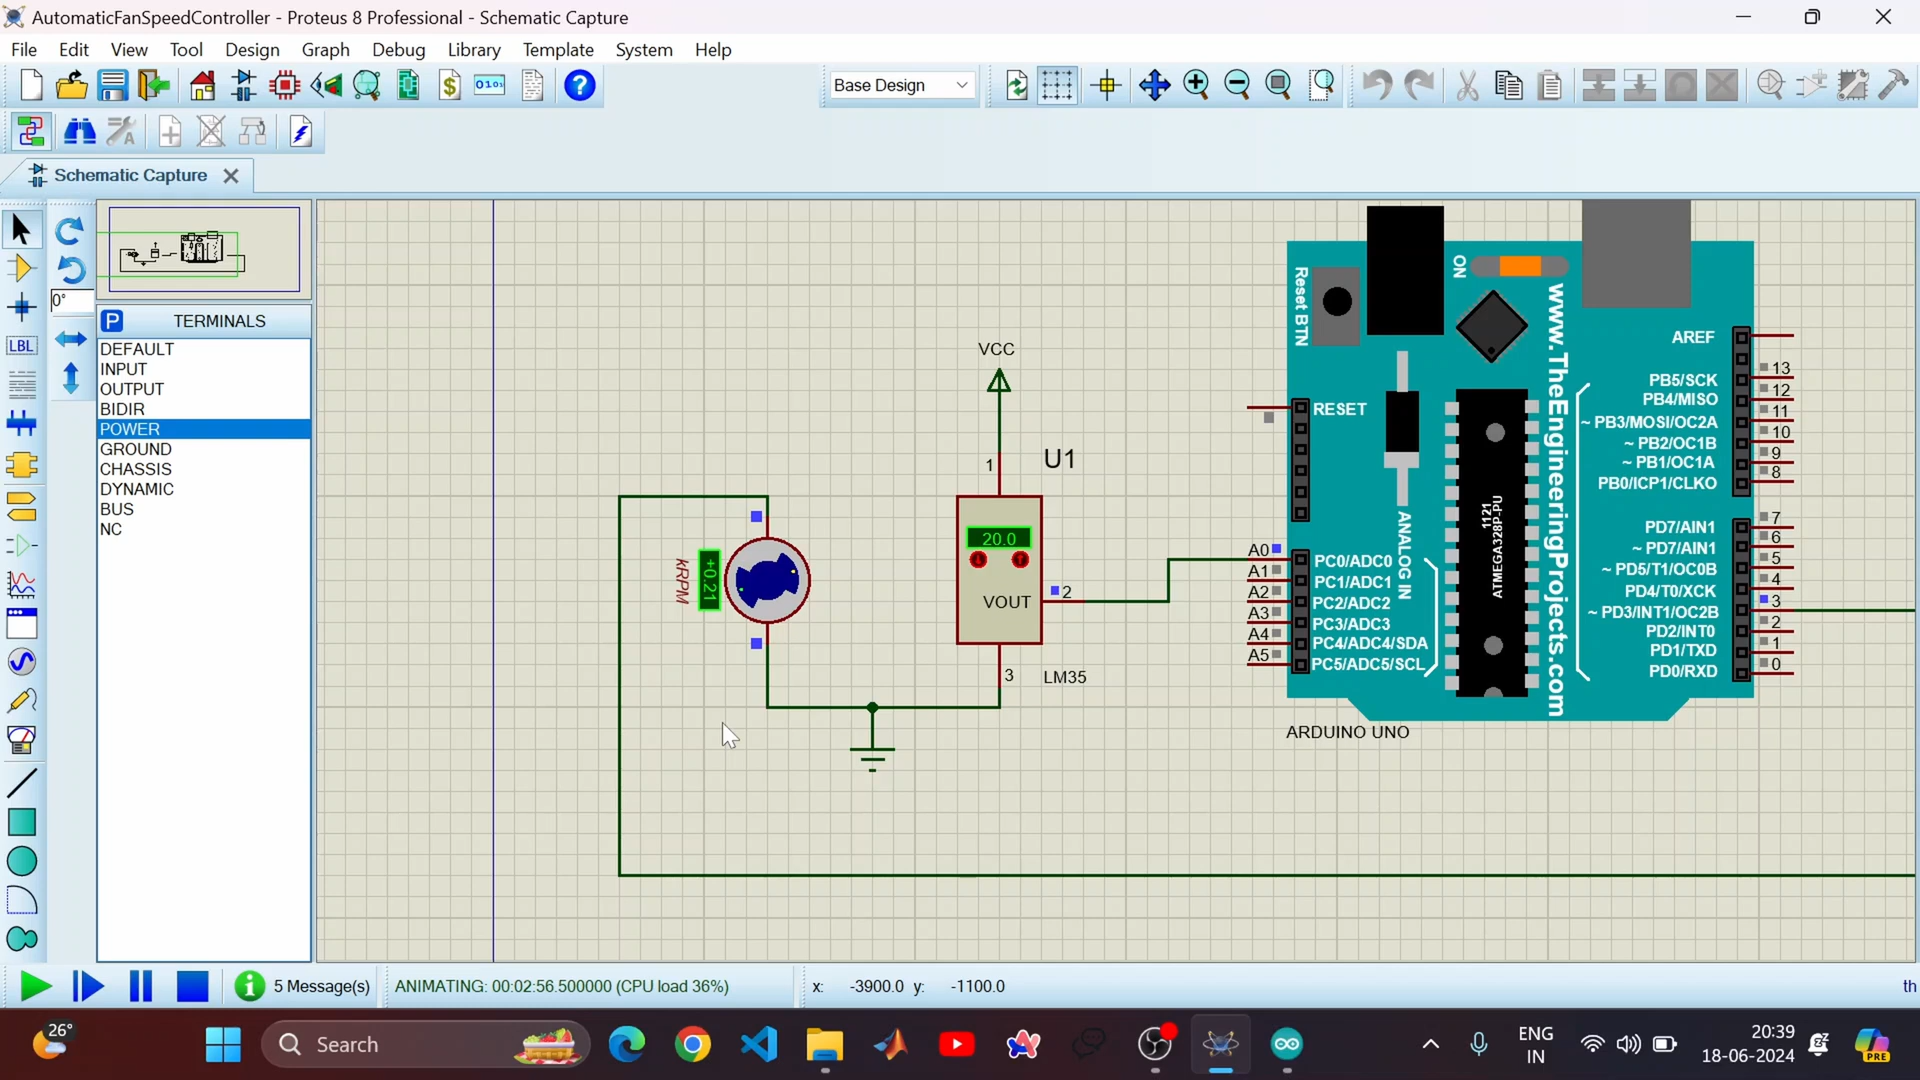 AutomaticFanSpeedController - Proteus 8 Professional - Schematic Capture
File Edit View Tool Design Graph Debug Library Template System Help
$ 0101 ? Base Design
A
Schematic Capture
0°
LBL
P TERMINALS
DEFAULT
INPUT
OUTPUT
BIDIR
POWER
GROUND
CHASSIS
DYNAMIC
BUS
NC
VCC
1
U1
20.0
VOUT
2
3
LM35
+0.21
kRPM
Reset BTN
ON
www.TheEngineeringProjects.com
RESET
ANALOG IN
ATMEGA328P-PU
1121
A0 PC0/ADC0
A1 PC1/ADC1
A2 PC2/ADC2
A3 PC3/ADC3
A4 PC4/ADC4/SDA
A5 PC5/ADC5/SCL
AREF
PB5/SCK 13
PB4/MISO 12
~ PB3/MOSI/OC2A 11
~ PB2/OC1B 10
~ PB1/OC1A 9
PB0/ICP1/CLKO 8
PD7/AIN1 7
~ PD7/AIN1 6
~ PD5/T1/OC0B 5
PD4/T0/XCK 4
~ PD3/INT1/OC2B 3
PD2/INT0 2
PD1/TXD 1
PD0/RXD 0
ARDUINO UNO
5 Message(s) ANIMATING: 00:02:56.500000 (CPU load 36%) x: -3900.0 y: -1100.0 th
26° Search ENG 20:39
IN 18-06-2024 PRE